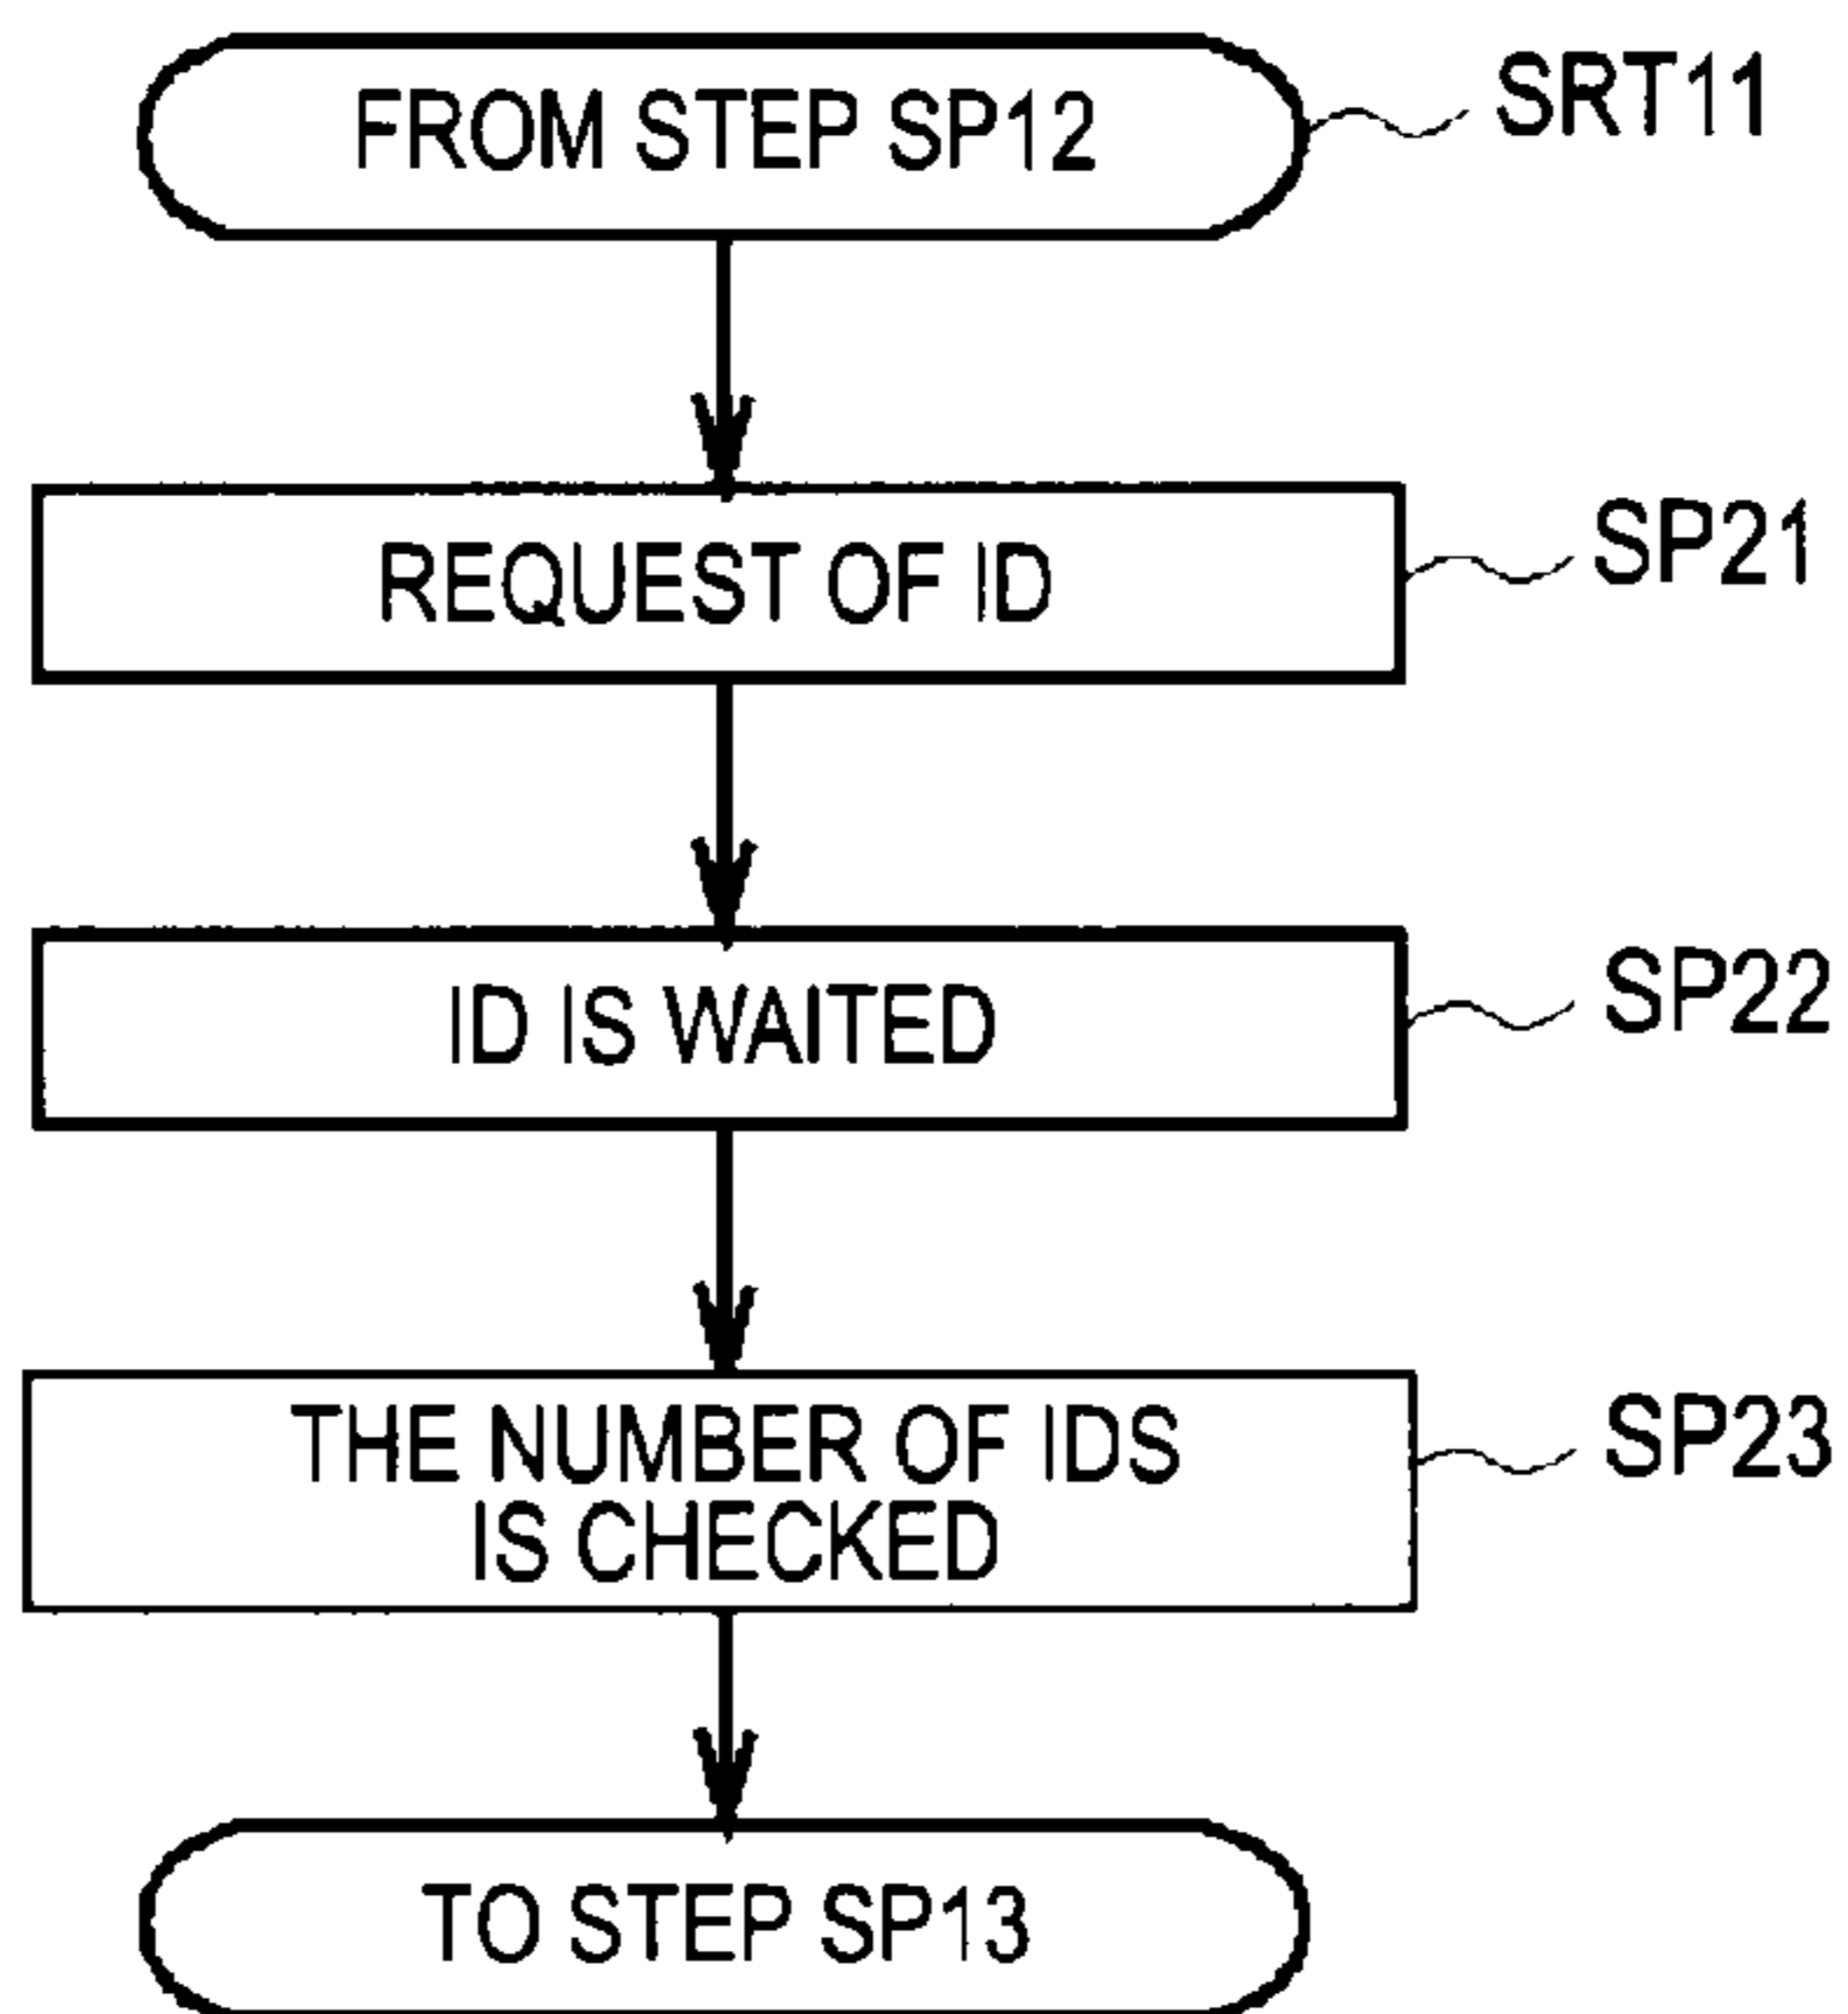 FROM STEP SP12
SRT11
REQUEST OF ID
SP21
ID IS WAITED
SP22
THE NUMBER OF IDS
IS CHECKED
SP23
TO STEP SP13